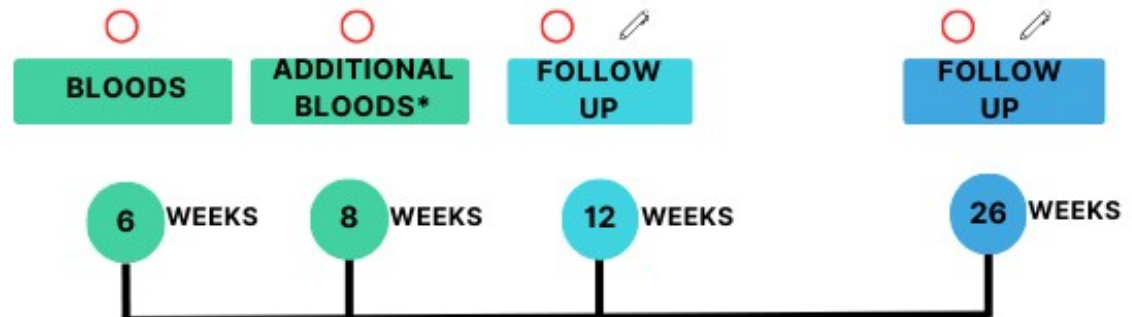 BLOODS
ADDITIONAL
BLOODS*
FOLLOW
UP
FOLLOW
UP
6 WEEKS
8 WEEKS
12 WEEKS
26 WEEKS